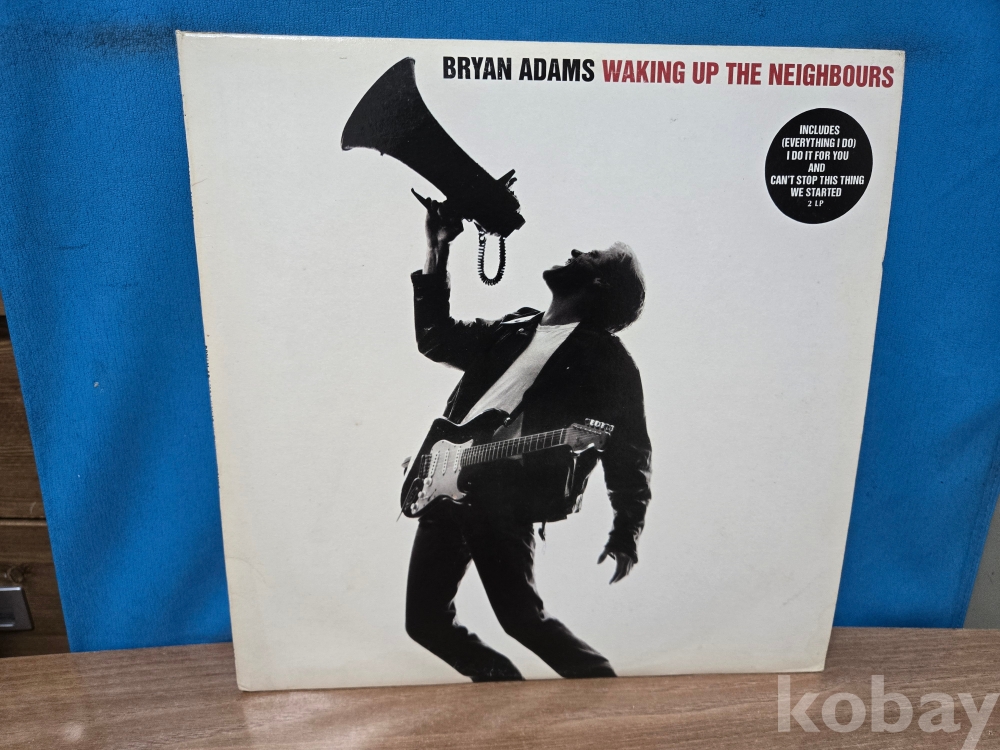 BRYAN ADAMS WAKING UP THE NEIGHBOURS
INCLUDES
(EVERYTHING I DO)
I DO IT FOR YOU
AND
CAN'T STOP THIS THING
WE STARTED
2 LP
kobay